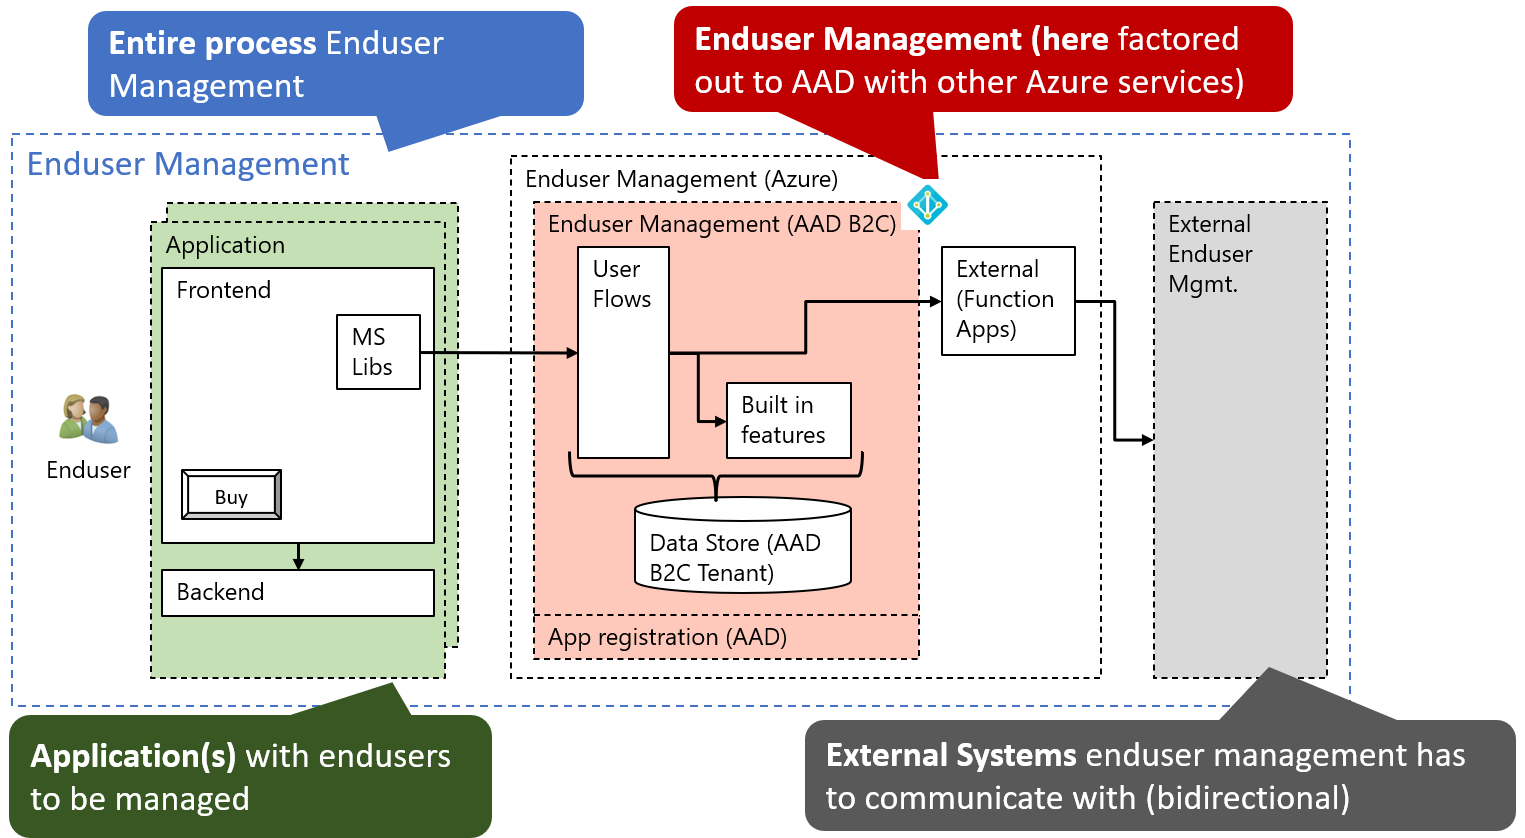 Entire process Enduser
Management
Enduser Management (here factored
out to AAD with other Azure services)
Enduser Management
Enduser Management (Azure)
Enduser Management (AAD B2C)
Application
Frontend
MS
Libs
User
Flows
External
(Function
Apps)
External
Enduser
Mgmt.
Built in
features
Enduser
Buy
Data Store (AAD
B2C Tenant)
Backend
App registration (AAD)
Application(s) with endusers
to be managed
External Systems enduser management has
to communicate with (bidirectional)